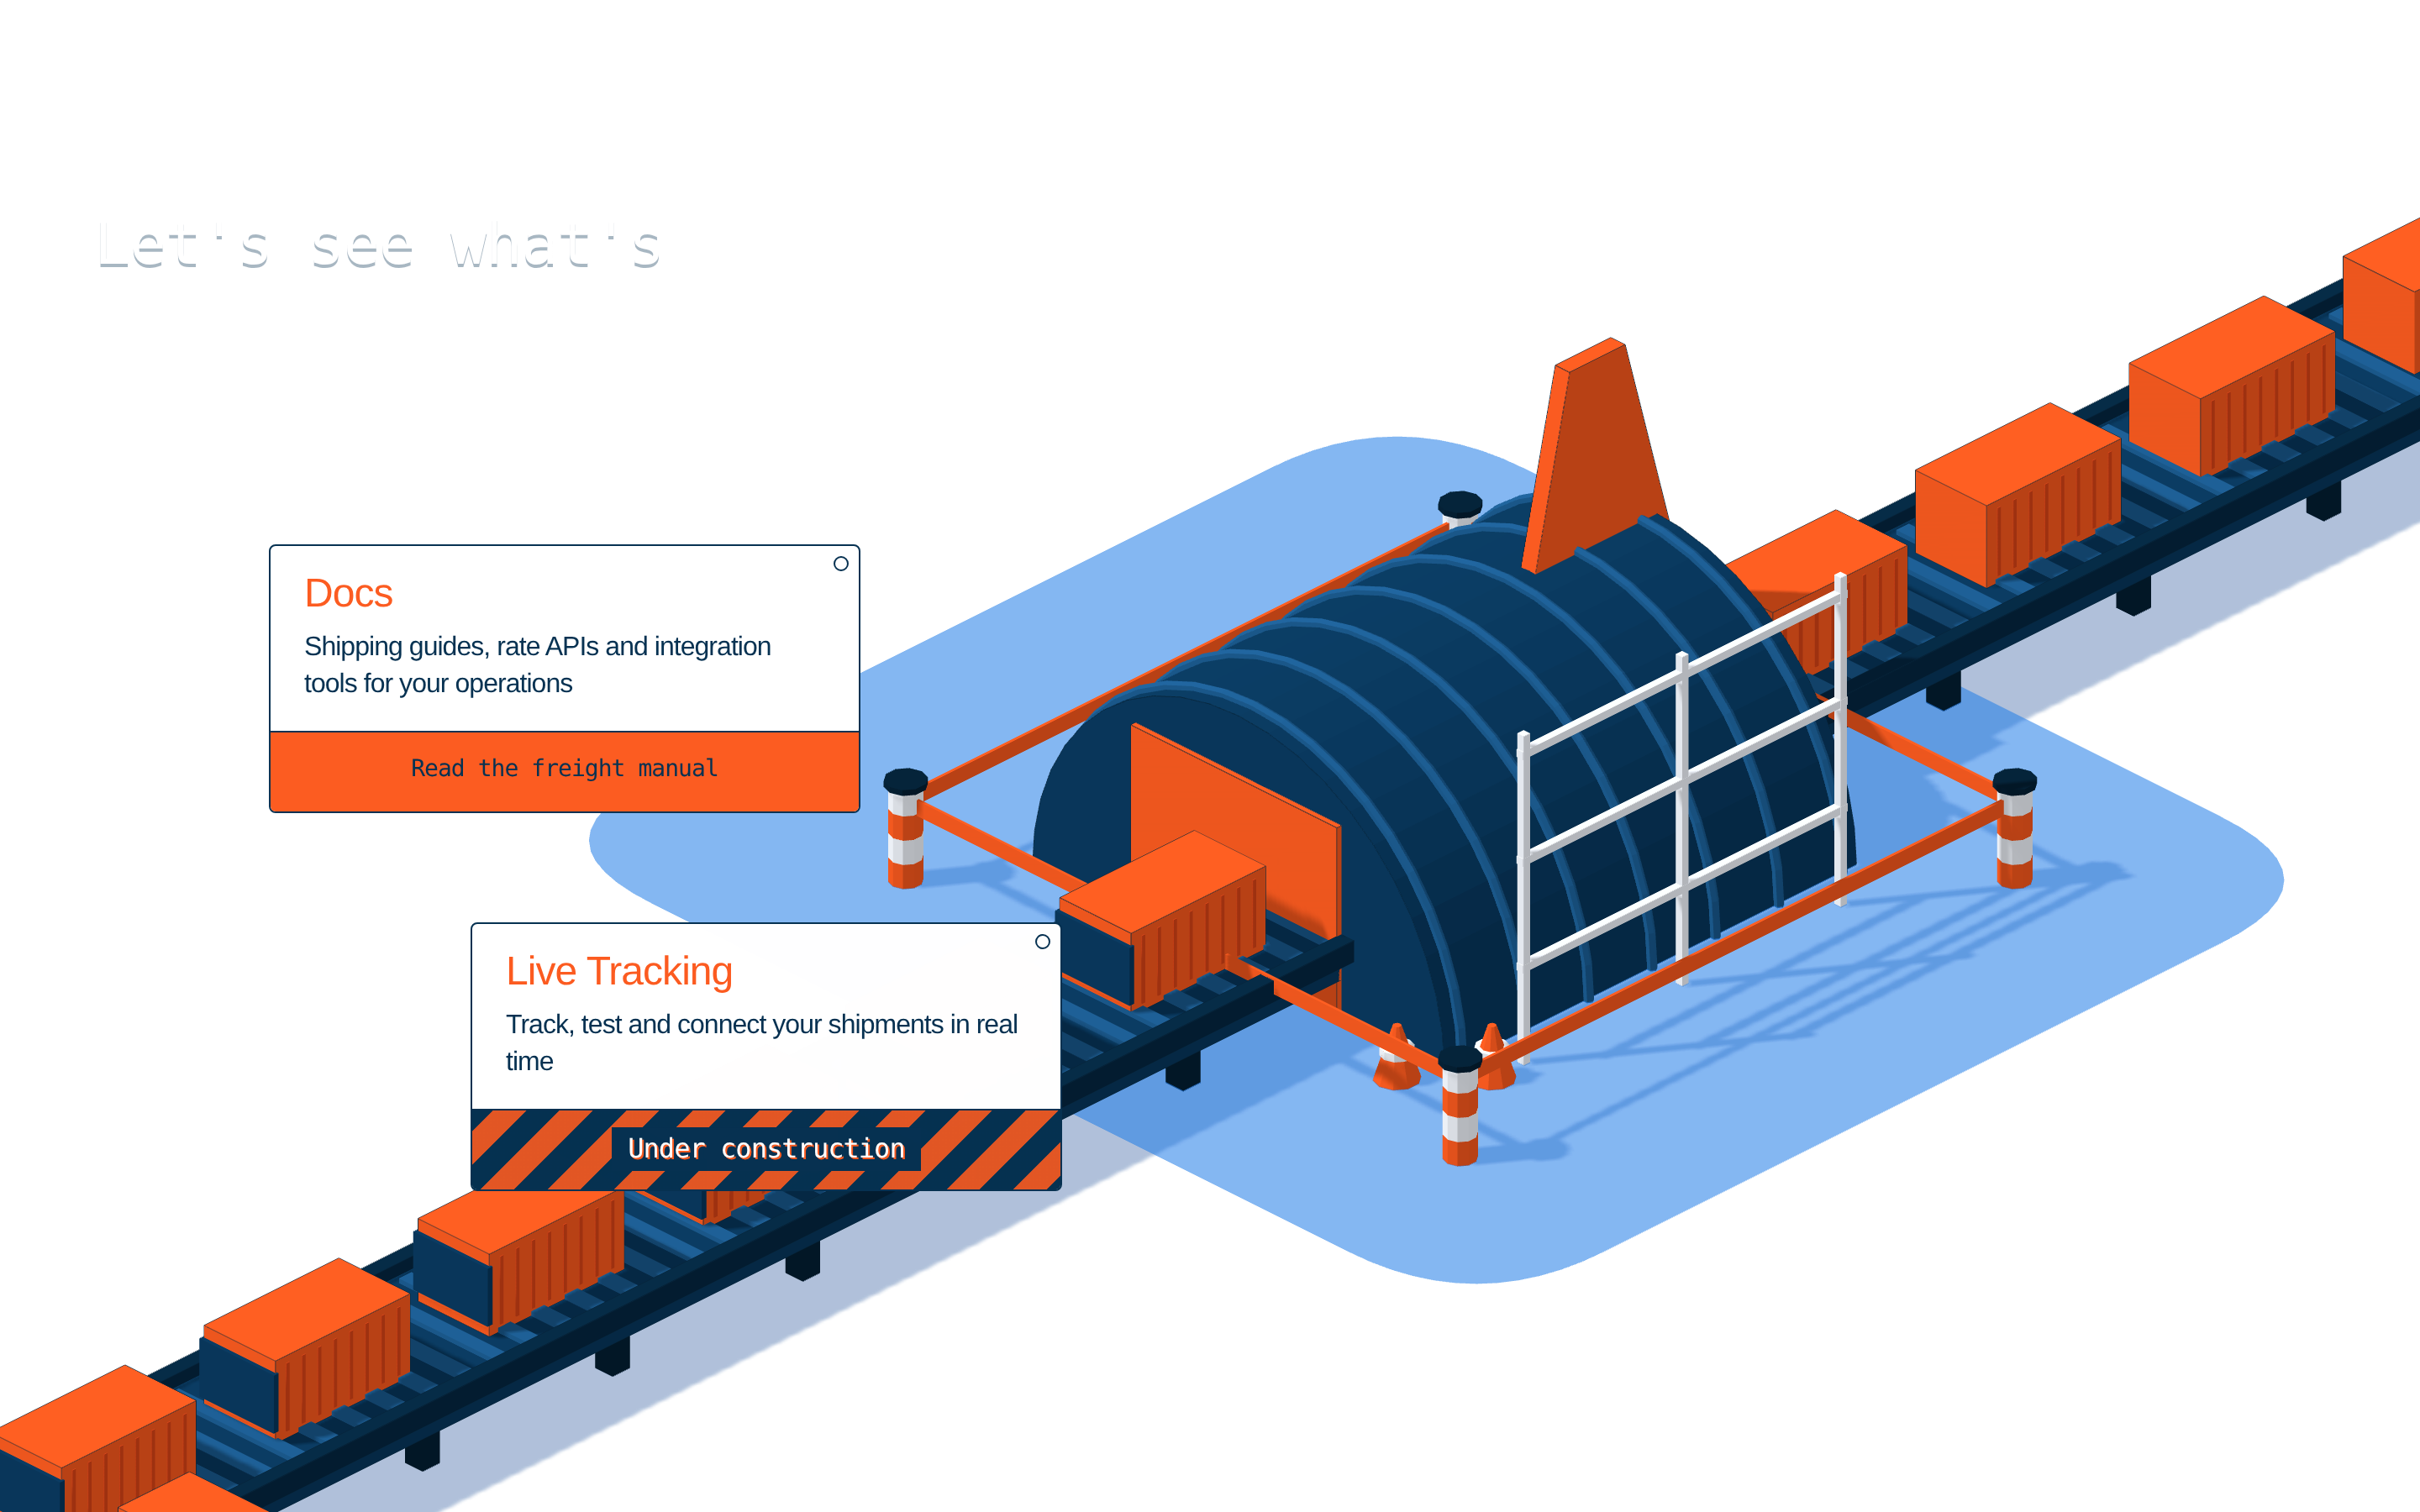 Let's see what's
Docs
Shipping guides, rate APIs and integration
tools for your operations
Read the freight manual
Live Tracking
Track, test and connect your shipments in real
time
Under construction